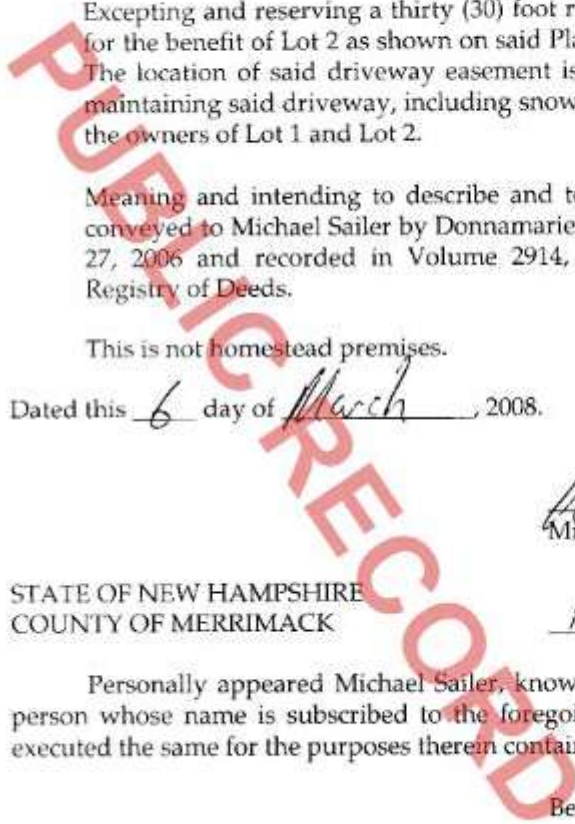 Excepting and reserving a thirty (30) foot
for the benefit of Lot 2 as shown on said
The location of said driveway easement is
maintaining said driveway, including snow
the owners of Lot 1 and Lot 2.
Meaning and intending to describe and
conveyed to Michael Sailer by Donnamarie
27, 2006 and recorded in Volume 2914,
Registry of Deeds.
This is not homestead premises.
Dated this 6 day of March, 2008.
STATE OF NEW HAMPSHIRE
COUNTY OF MERRIMACK
Personally appeared Michael Sailer, know
person whose name is subscribed to the
executed the same for the purposes therein
PUBLIC RECORD